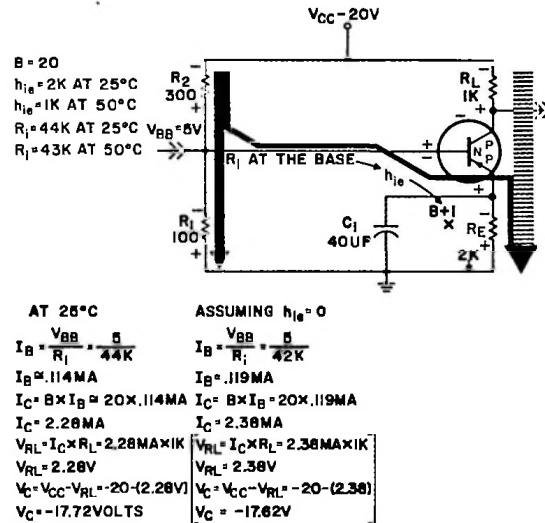 VCC-20V
B=20
hie=2K AT 25°C
hie=1K AT 50°C
Ri=44K AT 25°C
Ri=43K AT 50°C
R2
300
VBB=5V
RL
1K
R1 AT THE BASE
hie
N
P
P
B+1
X
R1
100
C1
40UF
RE
2K
AT 25°C
IB=VBB/Ri=5/44K
IB≅.114MA
IC=B×IB≅20×.114MA
IC=2.28MA
VRL=IC×RL=2.28MA×1K
VRL=2.28V
VC=VCC-VRL=-20-(2.28V)
VC=-17.72VOLTS
ASSUMING hie=0
IB=VBB/Ri=5/42K
IB=.119MA
IC=B×IB=20×.119MA
IC=2.38MA
VRL=IC×RL=2.38MA×1K
VRL=2.38V
VC=VCC-VRL=-20-(2.38)
VC=-17.62V